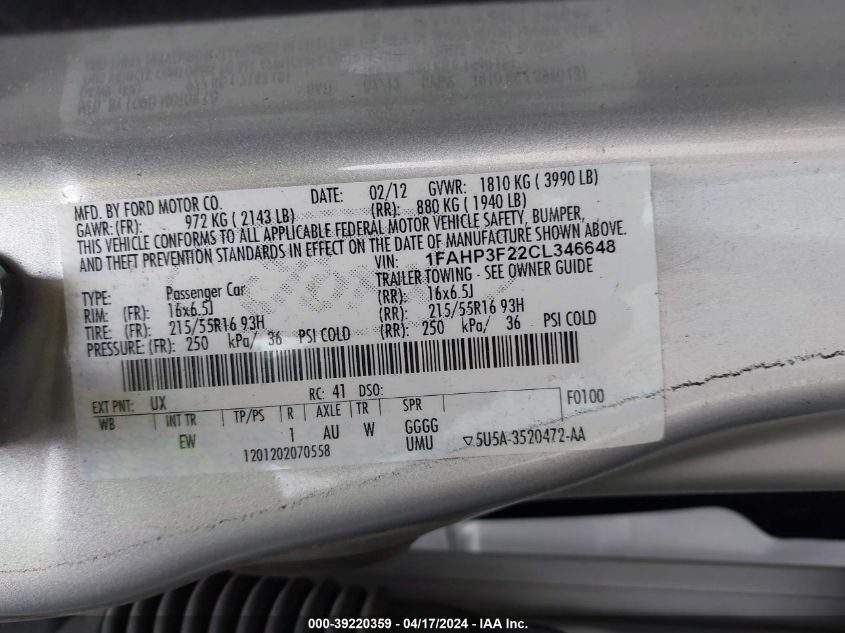 MFD. BY FORD MOTOR CO. DATE: 02/12 GVWR: 1810 KG ( 3990 LB)
GAWR:(FR): 972 KG ( 2143 LB) (RR): 880 KG ( 1940 LB)
THIS VEHICLE CONFORMS TO ALL APPLICABLE FEDERAL MOTOR VEHICLE SAFETY, BUMPER,
AND THEFT PREVENTION STANDARDS IN EFFECT ON THE DATE OF MANUFACTURE SHOWN ABOVE.
VIN: 1FAHP3F22CL346648
TYPE: Passenger Car TRAILER TOWING - SEE OWNER GUIDE
RIM: (FR): 16x6.5J (RR): 16x6.5J
TIRE: (FR): 215/55R16 93H (RR): 215/55R16 93H
PRESSURE: (FR): 250 kPa/ 36 PSI COLD (RR): 250 kPa/ 36 PSI COLD
EXT PNT: UX RC: 41 DSO: F0100
WB INT TR TP/PS R AXLE TR SPR
EW 1 AU W GGGG
1201202070558 UMU ▽5U5A-3520472-AA
000-39220359 - 04/17/2024 - IAA Inc.